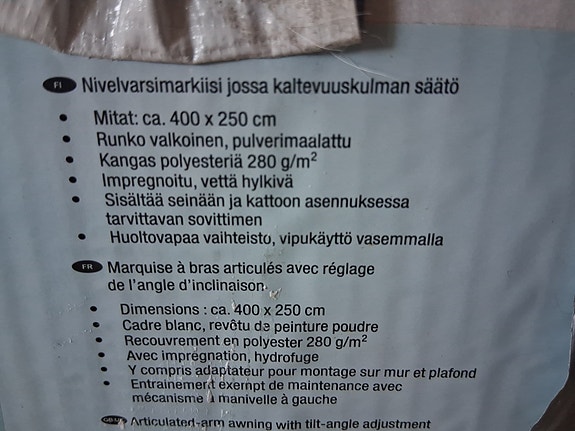 FI Nivelvarsimarkiisi jossa kaltevuuskulman säätö
• Mitat: ca. 400 x 250 cm
• Runko valkoinen, pulverimaalattu
• Kangas polyesteriä 280 g/m²
• Impregnoitu, vettä hylkivä
• Sisältää seinään ja kattoon asennuksessa
tarvittavan sovittimen
• Huoltovapaa vaihteisto, vipukäyttö vasemmalla
FR Marquise à bras articulés avec réglage
de l'angle d'inclinaison
• Dimensions : ca. 400 x 250 cm
• Cadre blanc, revêtu de peinture poudre
• Recouvrement en polyester 280 g/m²
• Avec imprégnation, hydrofuge
• Y compris adaptateur pour montage sur mur et plafond
• Entrainement exempt de maintenance avec
mécanisme à manivelle à gauche
Articulated-arm awning with tilt-angle adjustment